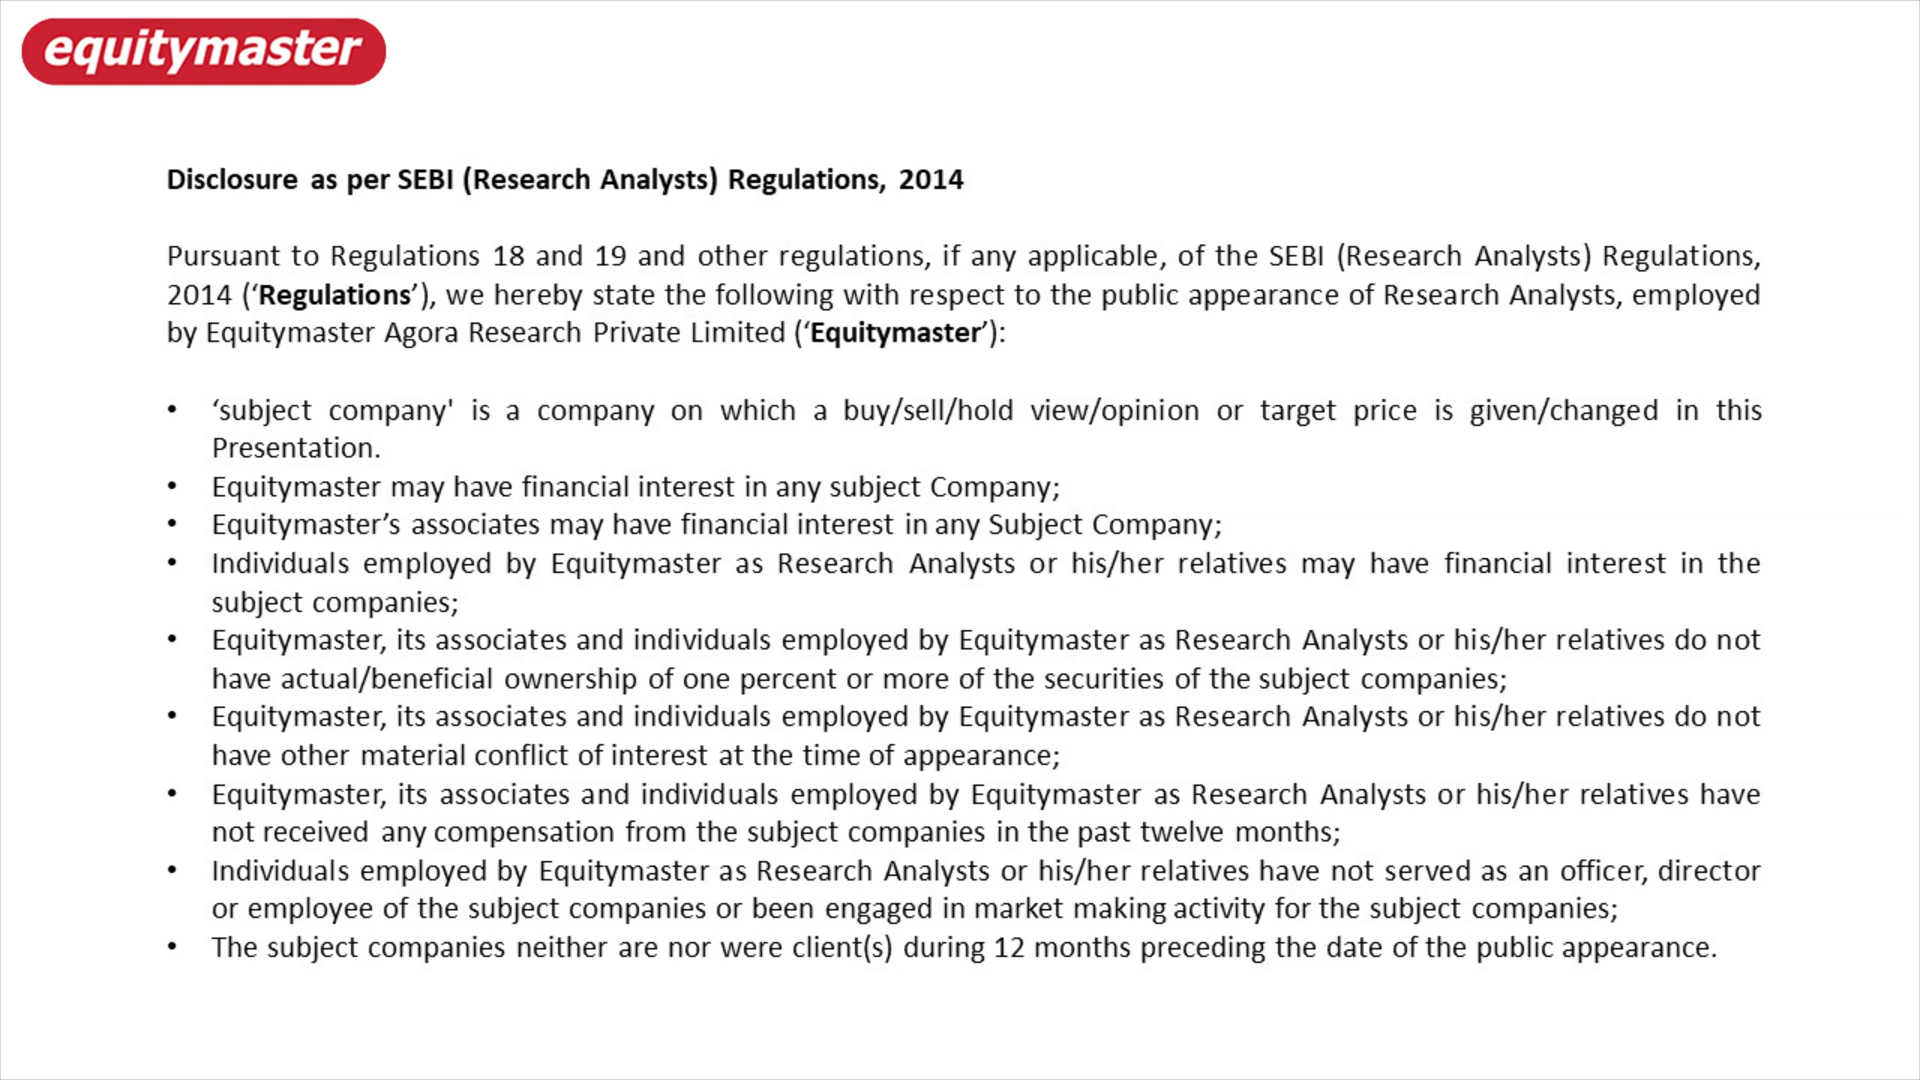 equitymaster
Disclosure as per SEBI (Research Analysts) Regulations, 2014
Pursuant to Regulations 18 and 19 and other regulations, if any applicable, of the SEBI (Research Analysts) Regulations,
2014 (‘Regulations’), we hereby state the following with respect to the public appearance of Research Analysts, employed
by Equitymaster Agora Research Private Limited (‘Equitymaster’):
• ‘subject company' is a company on which a buy/sell/hold view/opinion or target price is given/changed in this
Presentation.
• Equitymaster may have financial interest in any subject Company;
• Equitymaster’s associates may have financial interest in any Subject Company;
• Individuals employed by Equitymaster as Research Analysts or his/her relatives may have financial interest in the
subject companies;
• Equitymaster, its associates and individuals employed by Equitymaster as Research Analysts or his/her relatives do not
have actual/beneficial ownership of one percent or more of the securities of the subject companies;
• Equitymaster, its associates and individuals employed by Equitymaster as Research Analysts or his/her relatives do not
have other material conflict of interest at the time of appearance;
• Equitymaster, its associates and individuals employed by Equitymaster as Research Analysts or his/her relatives have
not received any compensation from the subject companies in the past twelve months;
• Individuals employed by Equitymaster as Research Analysts or his/her relatives have not served as an officer, director
or employee of the subject companies or been engaged in market making activity for the subject companies;
• The subject companies neither are nor were client(s) during 12 months preceding the date of the public appearance.